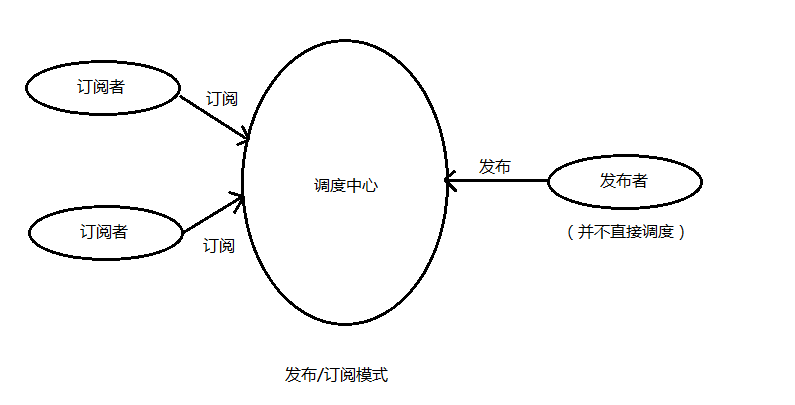 订阅者
订阅
调度中心
发布
发布者
（并不直接调度）
订阅者
订阅
发布/订阅模式